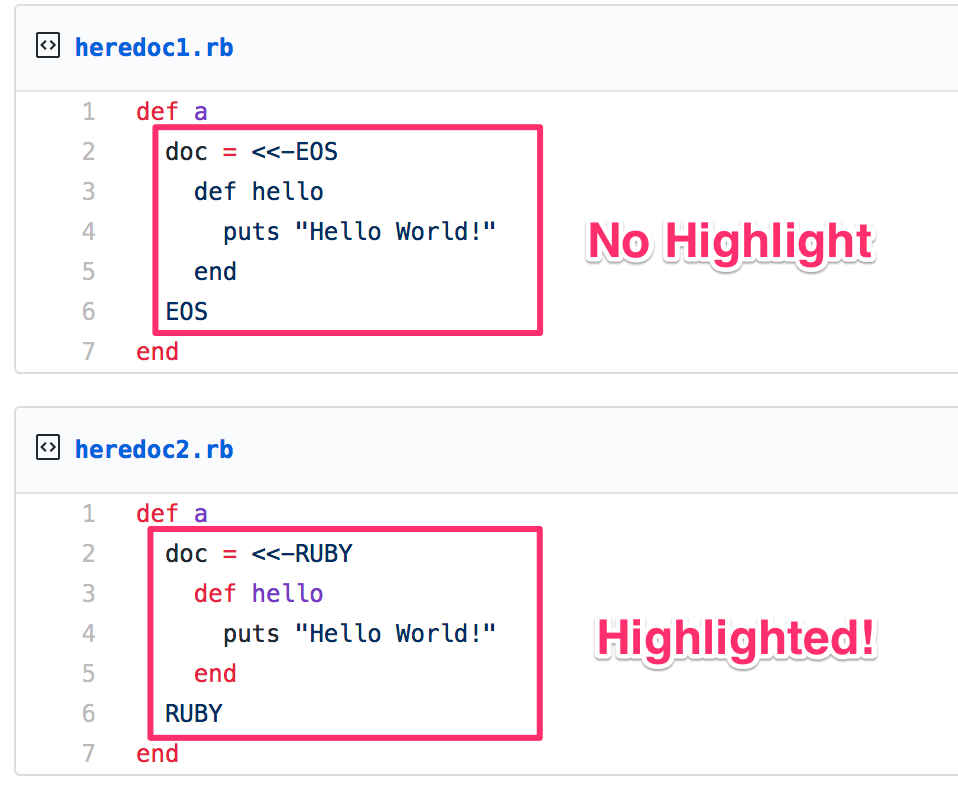 heredoc1.rb
1 def a
2   doc = <<-EOS
3     def hello
4       puts "Hello World!"
5     end
6   EOS
7 end
No Highlight
heredoc2.rb
1 def a
2   doc = <<-RUBY
3     def hello
4       puts "Hello World!"
5     end
6   RUBY
7 end
Highlighted!